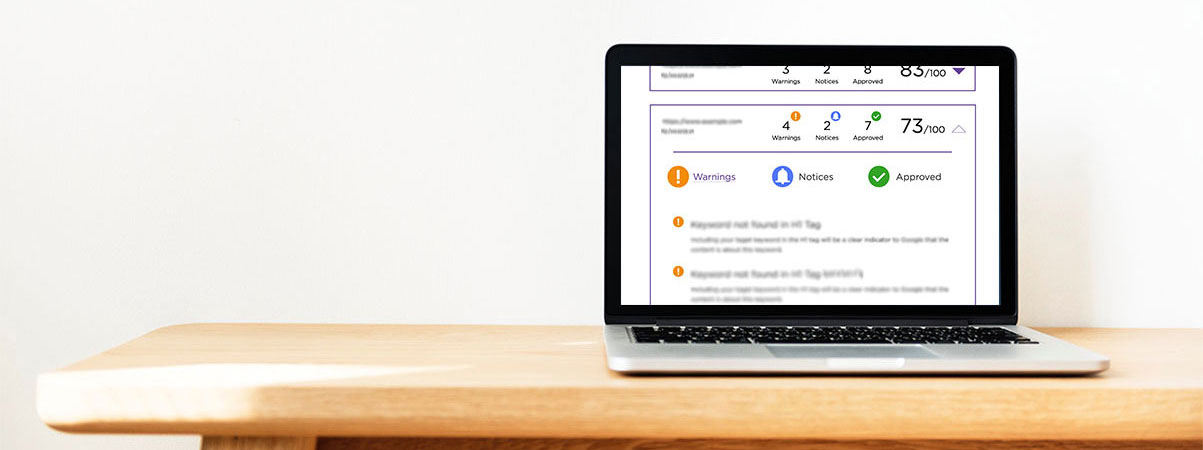 3 2 8 83/100
Warnings Notices Approved
https://www.example.com
4 2 7 73/100
Warnings Notices Approved
Warnings Notices Approved
Keyword not found in H1 Tag
Including your target keyword in the H1 tag will be a clear indicator to Google that the
content is about this keyword.
Keyword not found in H1 Tag
Including your target keyword in the H1 tag will be a clear indicator to Google that the
content is about this keyword.